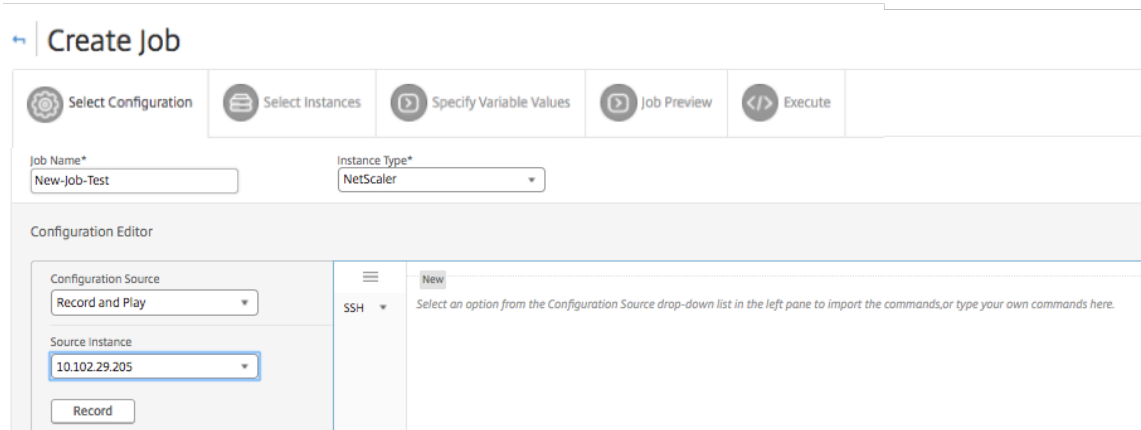 Create Job
Select Configuration
Select Instances
Specify Variable Values
Job Preview
Execute
Job Name*
Instance Type*
New-Job-Test
NetScaler
Configuration Editor
Configuration Source
Record and Play
Source Instance
10.102.29.205
Record
New
SSH
Select an option from the Configuration Source drop-down list in the left pane to import the commands,or type your own commands here.